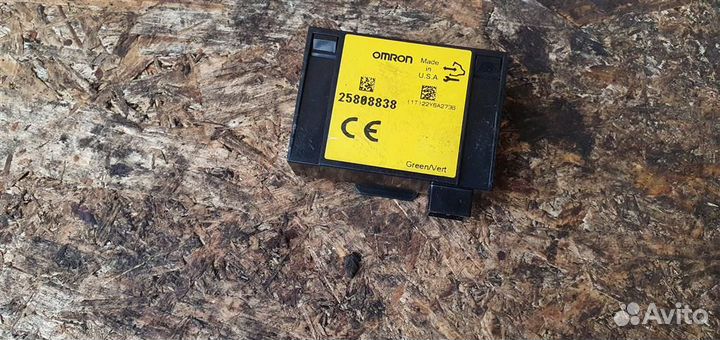 OMRON
Made
in
U.S.A
25808838
CE
Green/Vert
Avito